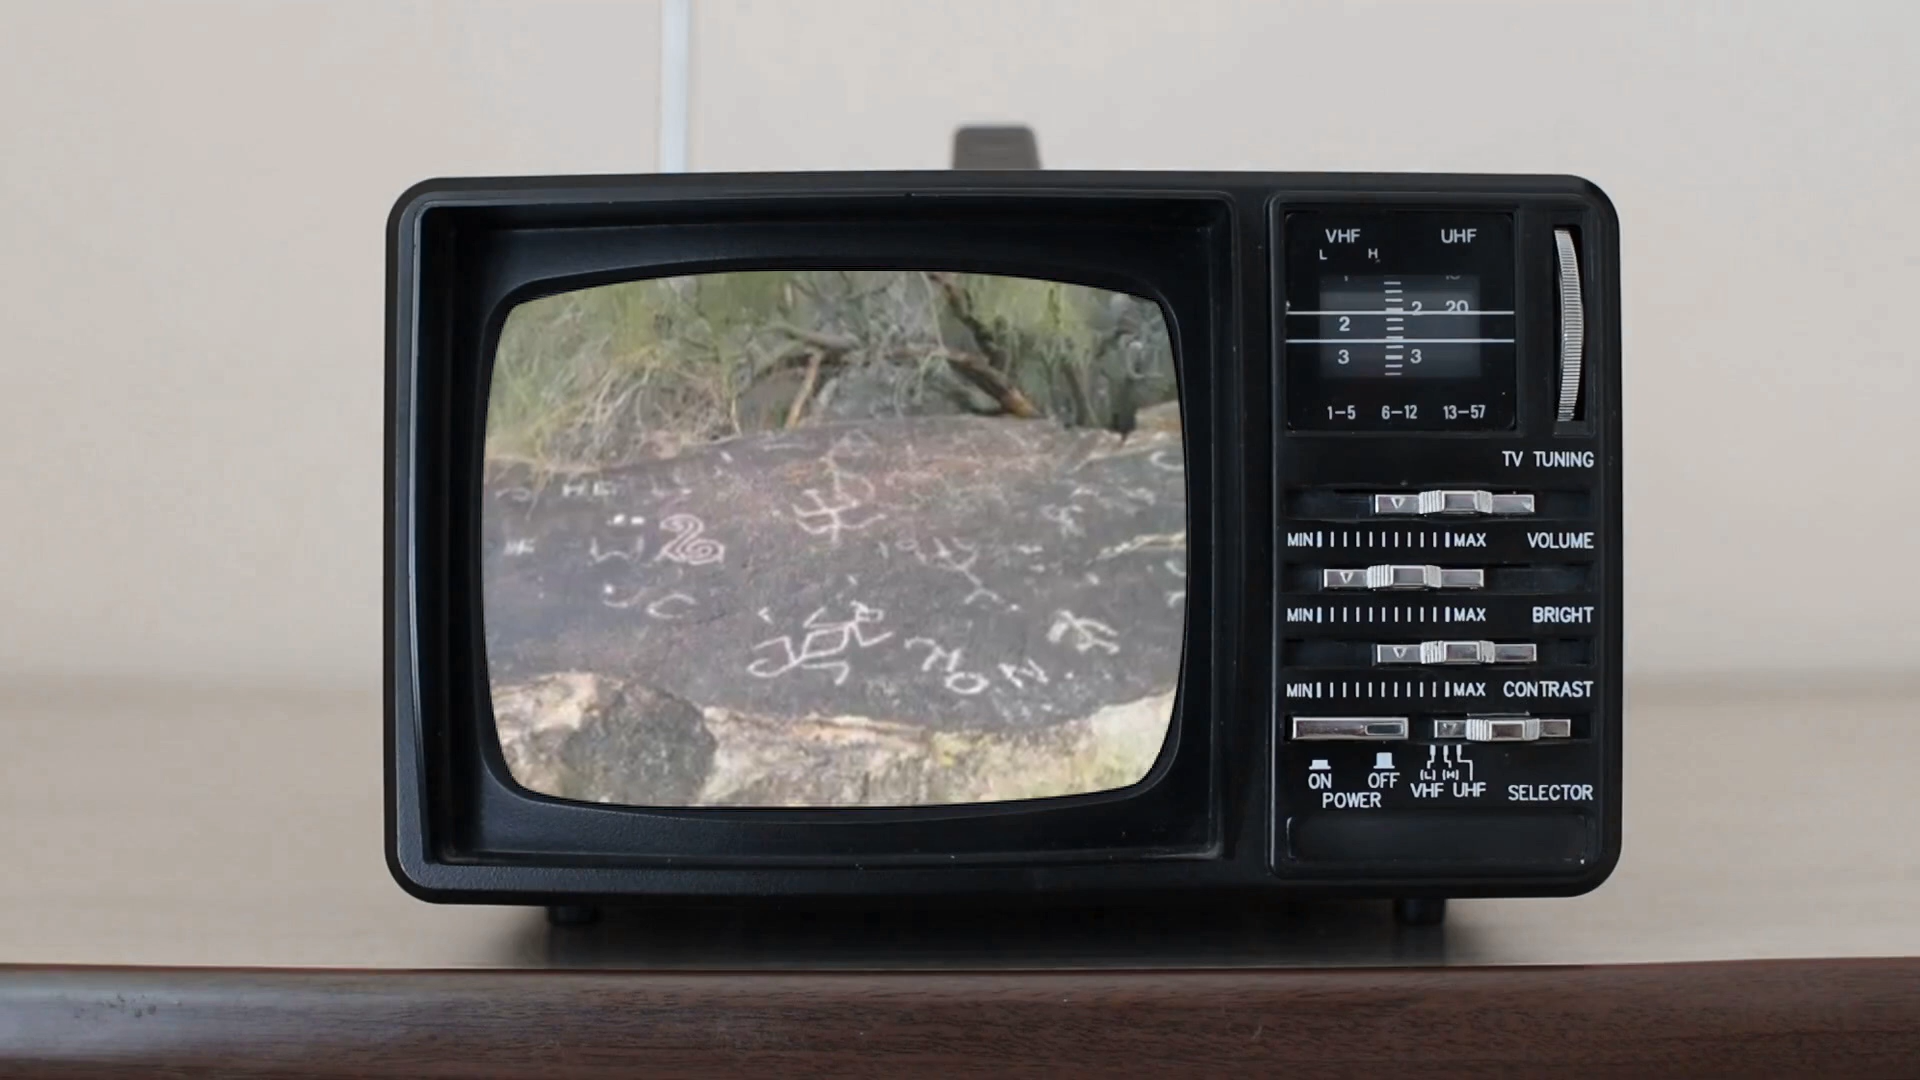 VHF UHF
L H
2 20
2
3 3
1-5 6-12 13-57
TV TUNING
MIN MAX VOLUME
MIN MAX BRIGHT
MIN MAX CONTRAST
ON OFF
POWER
(L) (H)
VHF UHF
SELECTOR